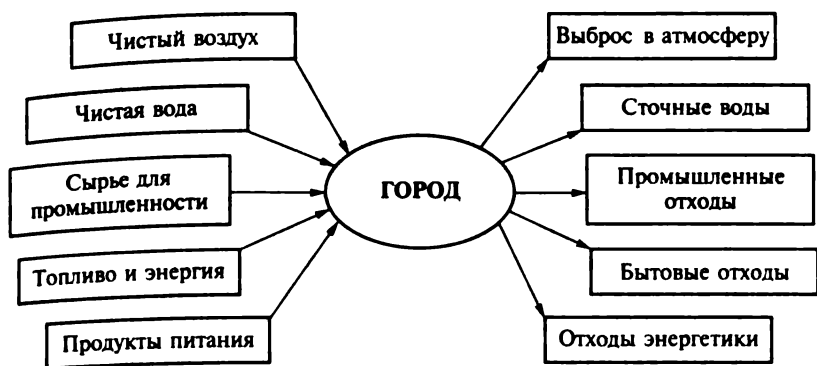 Чистый воздух
Чистая вода
Сырье для
промышленности
Топливо и энергия
Продукты питания
ГОРОД
Выброс в атмосферу
Сточные воды
Промышленные
отходы
Бытовые отходы
Отходы энергетики